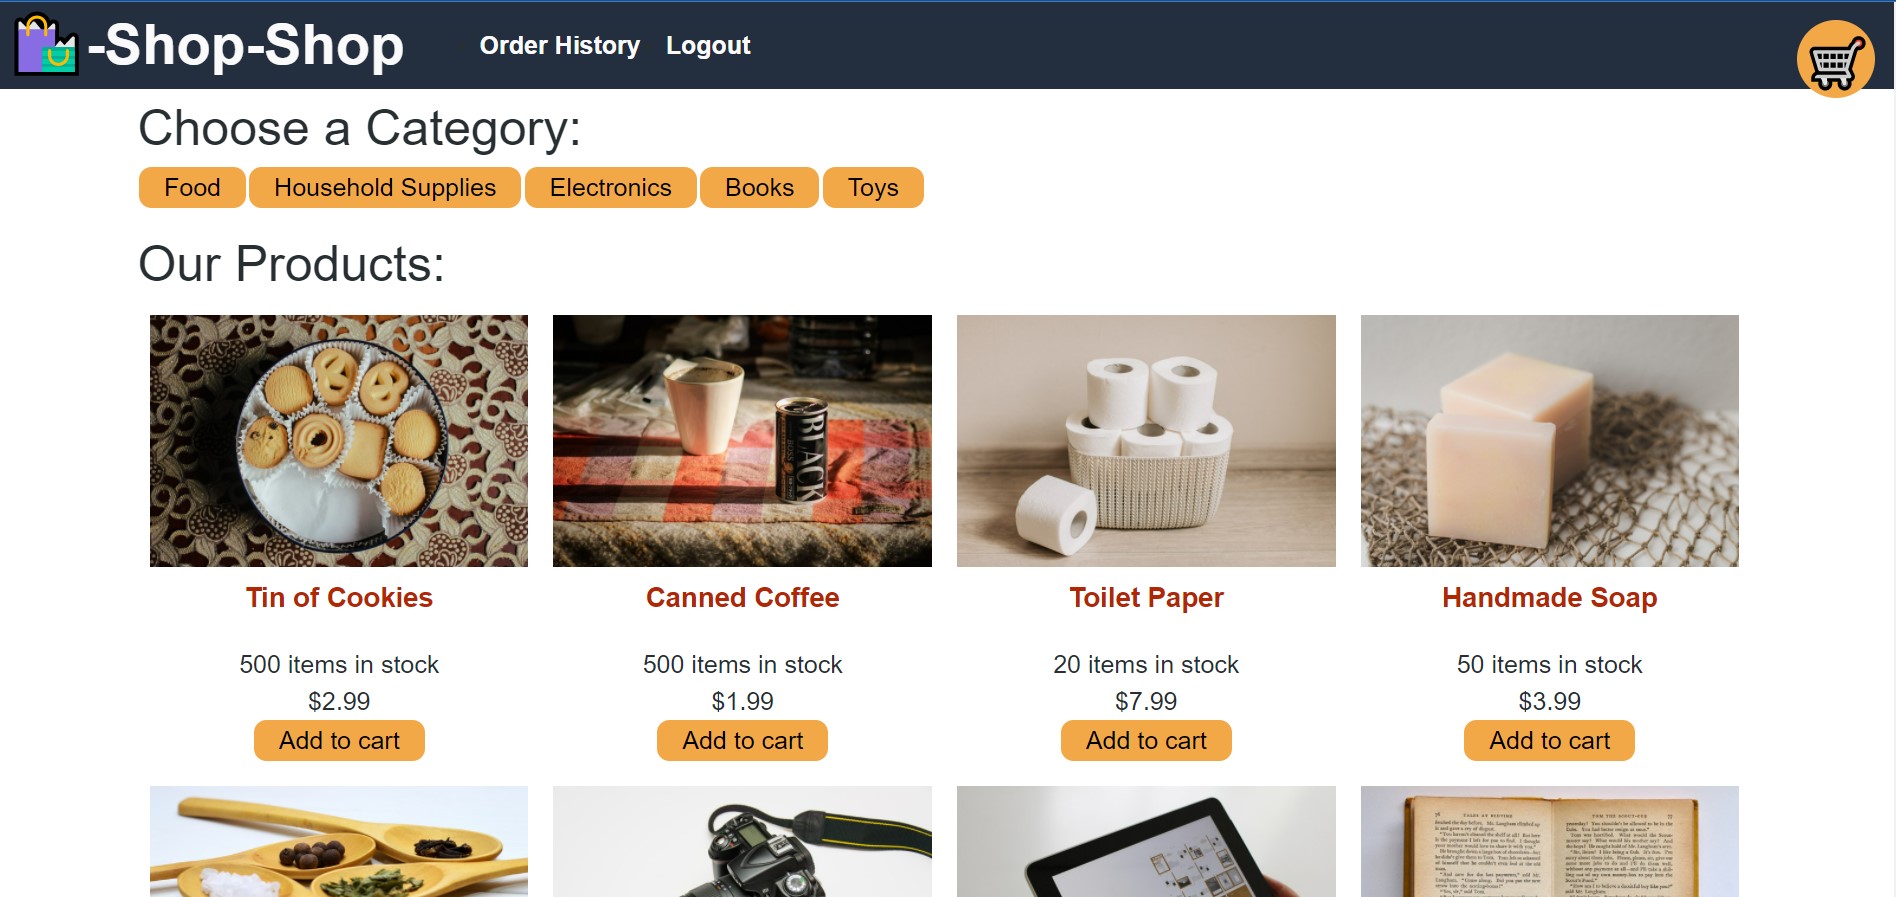 -Shop-Shop
Order History Logout
Choose a Category:
Food Household Supplies Electronics Books Toys
Our Products:
BLACK
Tin of Cookies Canned Coffee Toilet Paper Handmade Soap
500 items in stock 500 items in stock 20 items in stock 50 items in stock
$2.99 $1.99 $7.99 $3.99
Add to cart Add to cart Add to cart Add to cart